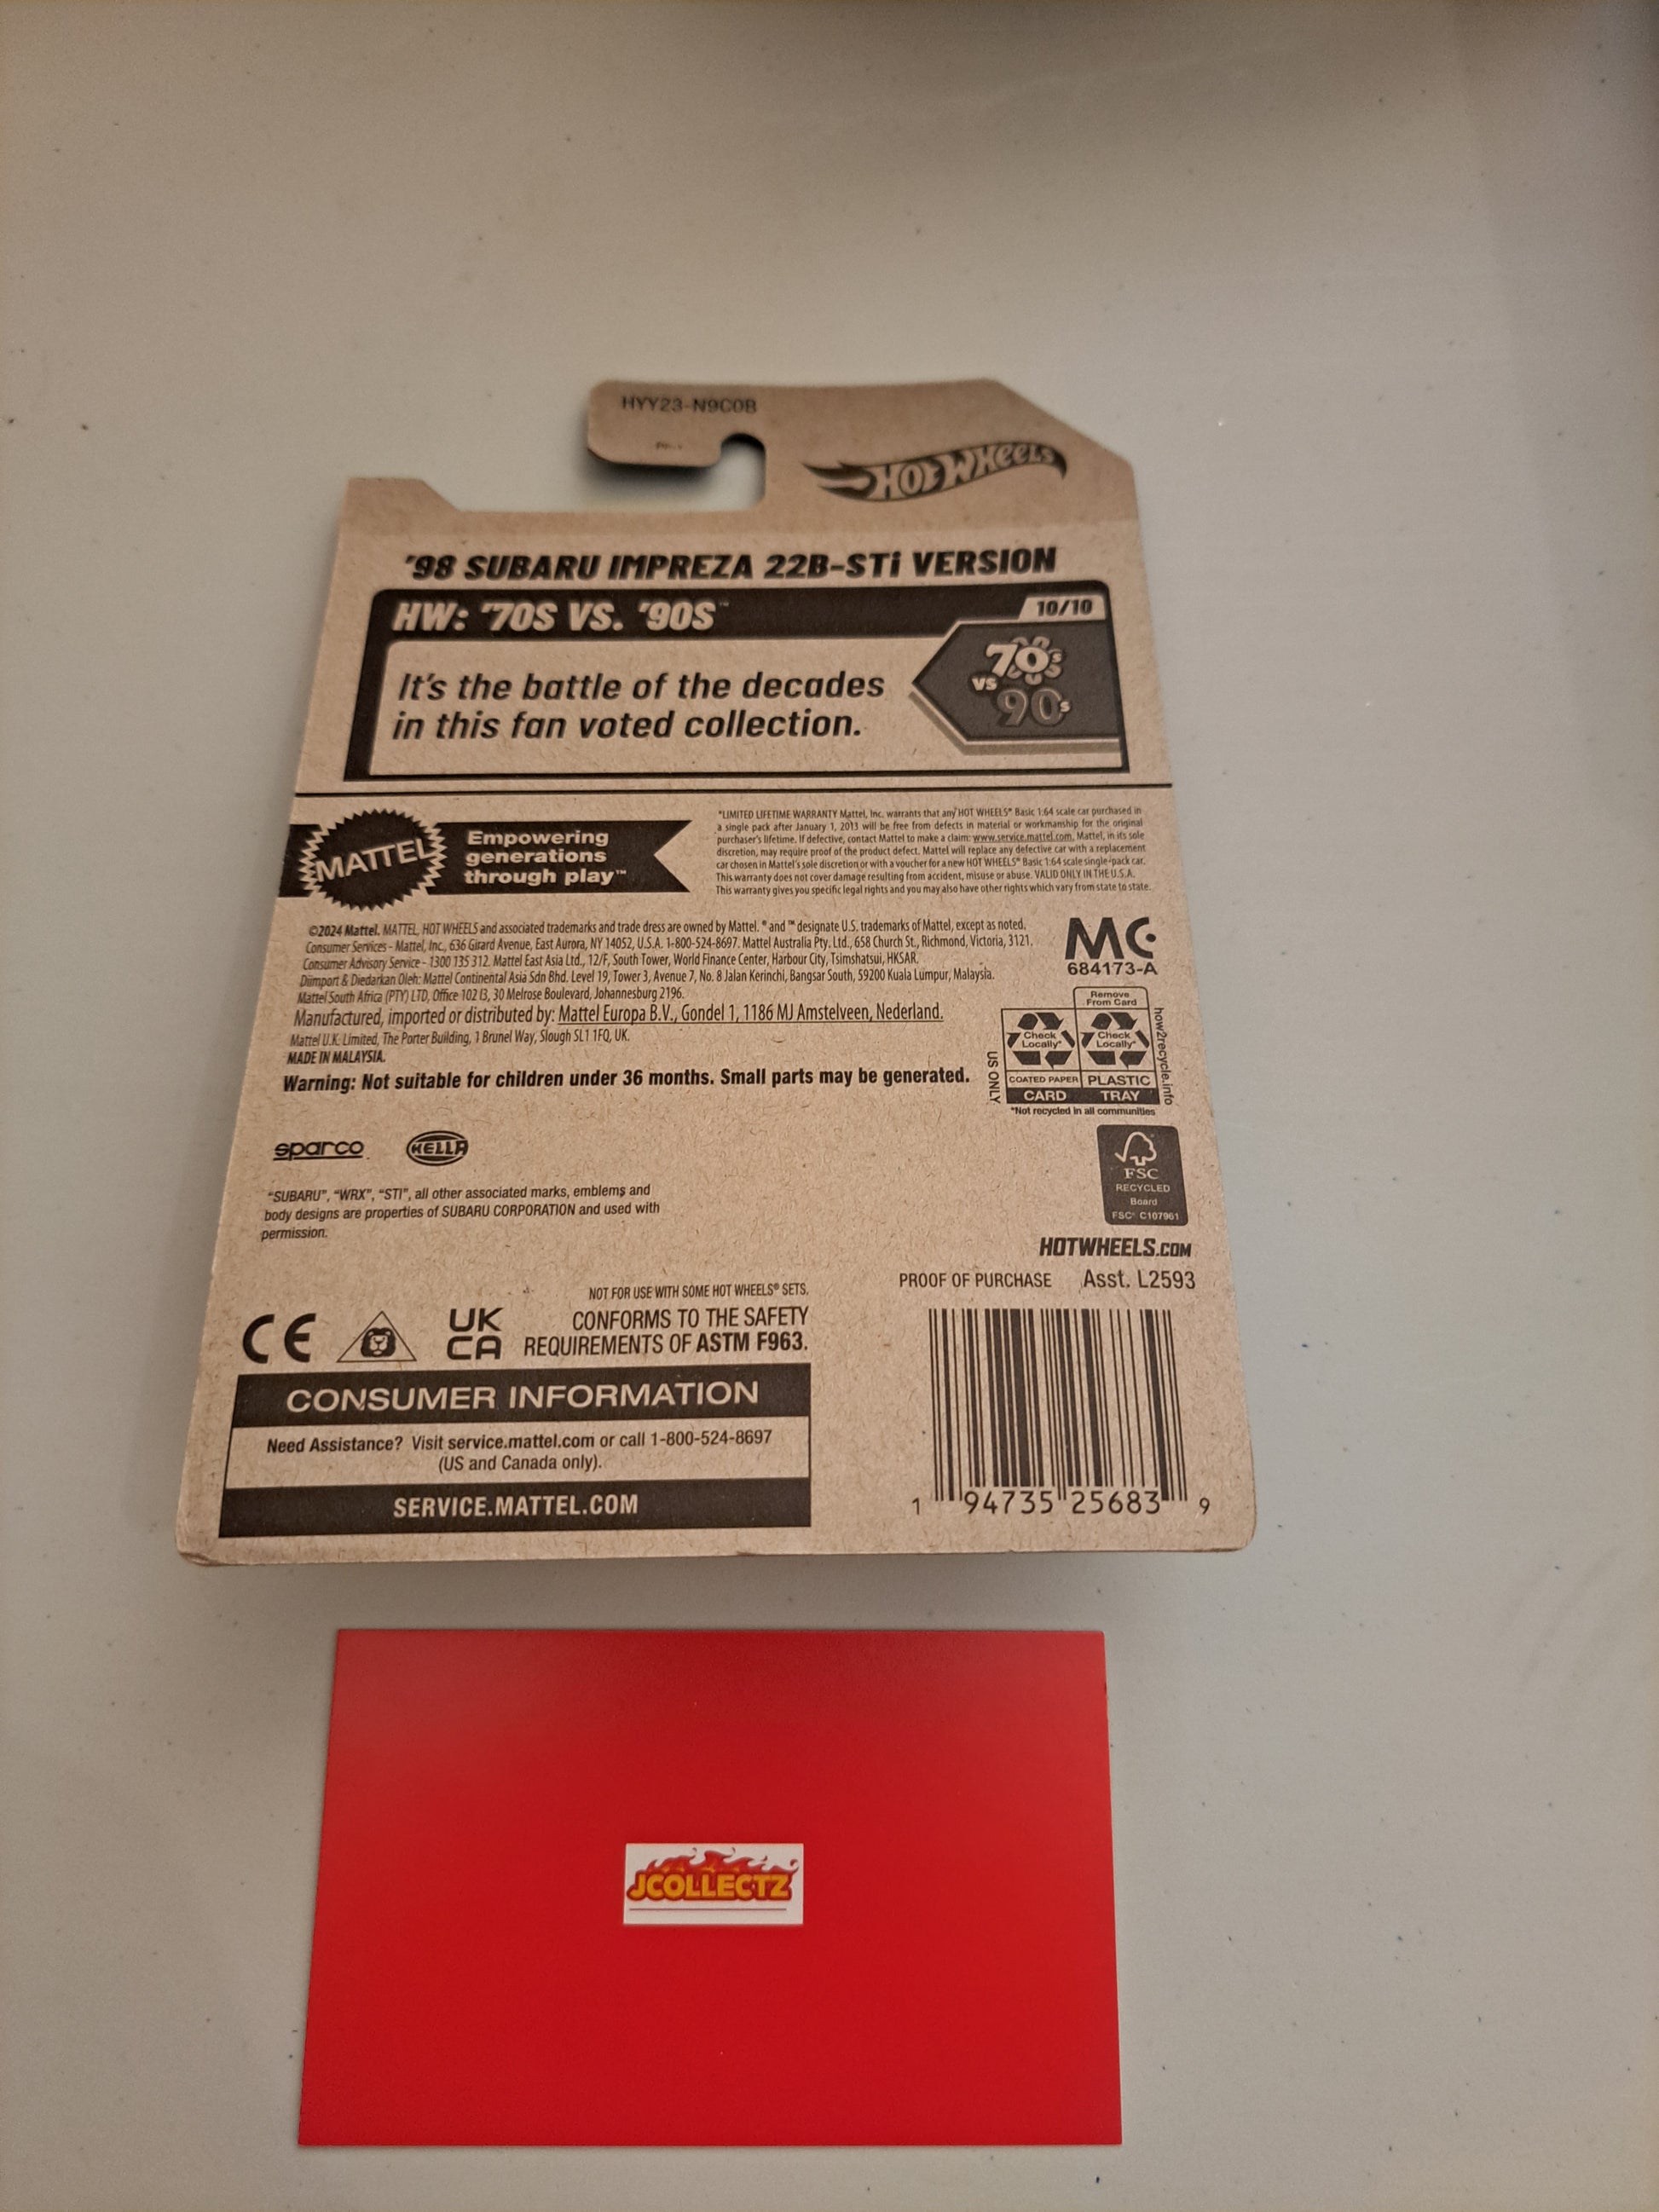 HYY23-N9C0B
HOT WHEELS
'98 SUBARU IMPREZA 22B-STi VERSION
HW: '70S VS. '90S™
10/10
It's the battle of the decades
in this fan voted collection.
70s
VS
90s
MATTEL
Empowering
generations
through play™
*LIMITED LIFETIME WARRANTY Mattel, Inc. warrants that any HOT WHEELS® Basic 1:64 scale car purchased in
a single pack after January 1, 2013 will be free from defects in material or workmanship for the original
purchaser's lifetime. If defective, contact Mattel to make a claim: www.service.mattel.com. Mattel, in its sole
discretion, may require proof of the product defect. Mattel will replace any defective car with a replacement
car chosen in Mattel's sole discretion or with a voucher for a new HOT WHEELS® Basic 1:64 scale single-pack car.
This warranty does not cover damage resulting from accident, misuse or abuse. VALID ONLY IN THE U.S.A.
This warranty gives you specific legal rights and you may also have other rights which vary from state to state.
©2024 Mattel. MATTEL, HOT WHEELS and associated trademarks and trade dress are owned by Mattel. ® and ™ designate U.S. trademarks of Mattel, except as noted.
Consumer Services - Mattel, Inc., 636 Girard Avenue, East Aurora, NY 14052, U.S.A. 1-800-524-8697. Mattel Australia Pty. Ltd., 658 Church St., Richmond, Victoria, 3121.
Consumer Advisory Service - 1300 135 312. Mattel East Asia Ltd., 12/F, South Tower, World Finance Center, Harbour City, Tsimshatsui, HKSAR.
Diimport & Diedarkan Oleh: Mattel Continental Asia Sdn Bhd. Level 19, Tower 3, Avenue 7, No. 8 Jalan Kerinchi, Bangsar South, 59200 Kuala Lumpur, Malaysia.
Mattel South Africa (PTY) LTD, Office 102 I3, 30 Melrose Boulevard, Johannesburg 2196.
Manufactured, imported or distributed by: Mattel Europa B.V., Gondel 1, 1186 MJ Amstelveen, Nederland.
Mattel U.K. Limited, The Porter Building, 1 Brunel Way, Slough SL1 1FQ, UK.
MADE IN MALAYSIA.
Warning: Not suitable for children under 36 months. Small parts may be generated.
MC
684173-A
Remove
From Card
Check
Locally*
Check
Locally*
COATED PAPER
PLASTIC
CARD
TRAY
US ONLY
how2recycle.info
*Not recycled in all communities
sparco
HELLA
FSC
RECYCLED
Board
FSC® C107961
"SUBARU", "WRX", "STI", all other associated marks, emblems and
body designs are properties of SUBARU CORPORATION and used with
permission.
HOTWHEELS.COM
PROOF OF PURCHASE Asst. L2593
NOT FOR USE WITH SOME HOT WHEELS® SETS.
CE
UK
CA
CONFORMS TO THE SAFETY
REQUIREMENTS OF ASTM F963.
CONSUMER INFORMATION
Need Assistance? Visit service.mattel.com or call 1-800-524-8697
(US and Canada only).
SERVICE.MATTEL.COM
1 94735 25683 9
JCOLLECTZ